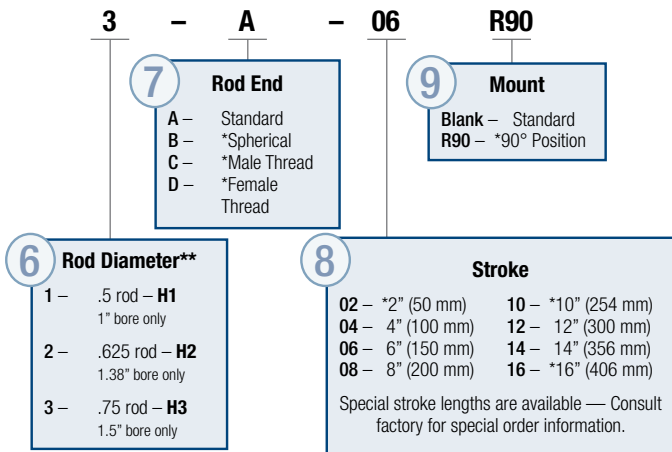 3 – A – 06 R90
7
Rod End
A – Standard
B – *Spherical
C – *Male Thread
D – *Female
Thread
9
Mount
Blank – Standard
R90 – *90° Position
6
Rod Diameter**
1 – .5 rod – H1
1” bore only
2 – .625 rod – H2
1.38” bore only
3 – .75 rod – H3
1.5” bore only
8
Stroke
02 – *2” (50 mm) 10 – *10” (254 mm)
04 – 4” (100 mm) 12 – 12” (300 mm)
06 – 6” (150 mm) 14 – 14” (356 mm)
08 – 8” (200 mm) 16 – *16” (406 mm)
Special stroke lengths are available — Consult
factory for special order information.